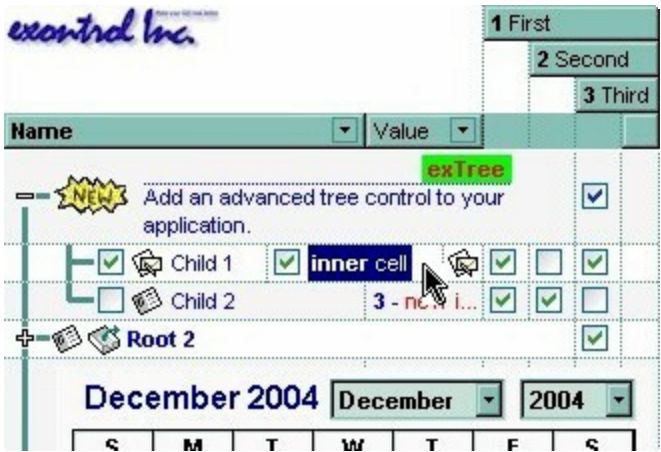 exontrol Inc.
1 First
2 Second
3 Third
Name Value
exTree
NEW
Add an advanced tree control to your
application.
Child 1 inner cell
Child 2 3 -
Root 2
December 2004 December 2004
S M T W T F S